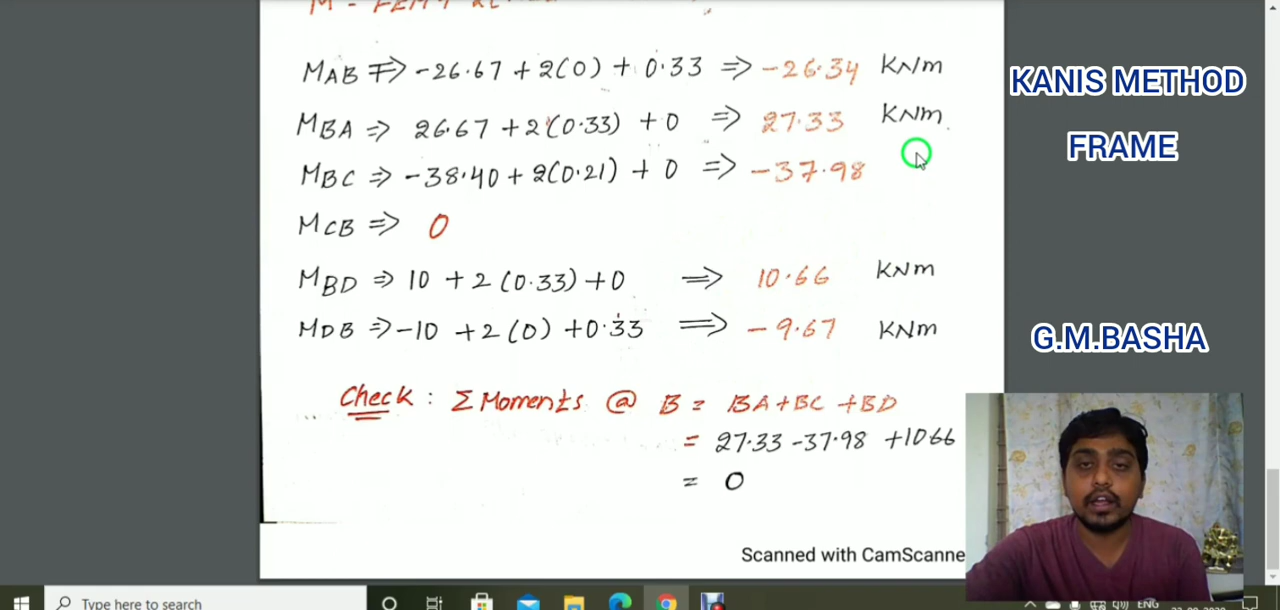 M = FEM +
MAB => -26.67 + 2(0) + 0.33 => -26.34 KNm
MBA => 26.67 + 2(0.33) + 0 => 27.33 KNm
MBC => -38.40 + 2(0.21) + 0 => -37.98
MCB => 0
MBD => 10 + 2 (0.33) + 0 => 10.66 KNm
MDB => -10 + 2 (0) + 0.33 => -9.67 KNm
Check : Σ Moments @ B = BA + BC + BD
= 27.33 - 37.98 + 1066
= 0
Scanned with CamScanne
KANIS METHOD
FRAME
G.M.BASHA
Type here to search
ENG